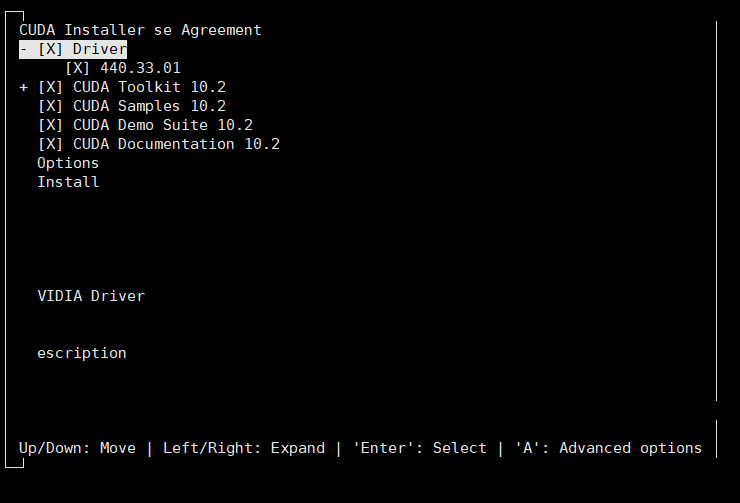 CUDA Installer se Agreement
- [X] Driver
[X] 440.33.01
+ [X] CUDA Toolkit 10.2
[X] CUDA Samples 10.2
[X] CUDA Demo Suite 10.2
[X] CUDA Documentation 10.2
Options
Install
VIDIA Driver
escription
Up/Down: Move | Left/Right: Expand | 'Enter': Select | 'A': Advanced options